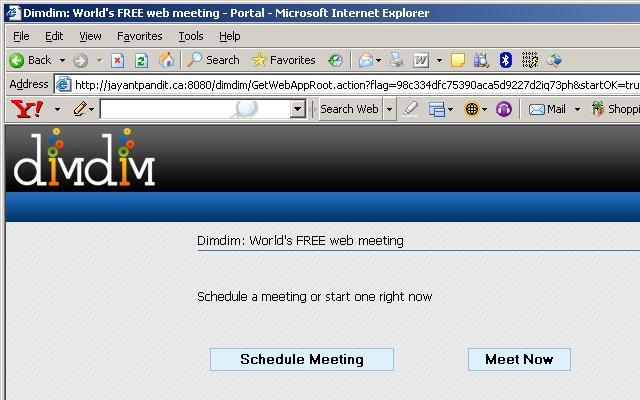 Dimdim: World's FREE web meeting - Portal - Microsoft Internet Explorer
File Edit View Favorites Tools Help
Back Search Favorites W
Address http://jayantpandit.ca:8080/dimdim/GetWebAppRoot.action?flag=98c334dfc75390aca5d9227d2iq73ph&startOK=tru
Y! Search Web Mail Shoppi
dimdim
Dimdim: World's FREE web meeting
Schedule a meeting or start one right now
Schedule Meeting Meet Now